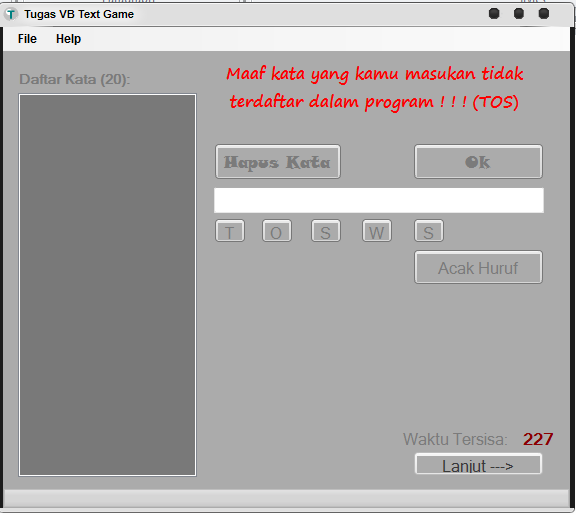 Tugas VB Text Game
File Help
Daftar Kata (20):
Maaf kata yang kamu masukan tidak
terdaftar dalam program ! ! ! (TOS)
Hapus Kata Ok
T O S W S
Acak Huruf
Waktu Tersisa: 227
Lanjut --->